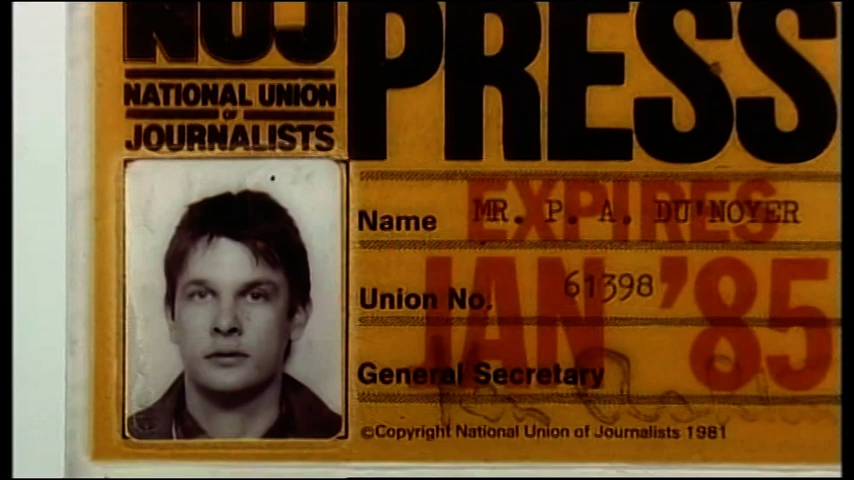 NUJ
NATIONAL UNION
OF
JOURNALISTS
PRESS
EXPIRES
JAN '85
Name MR. P. A. DU'NOYER
Union No. 61398
General Secretary
©Copyright National Union of Journalists 1981